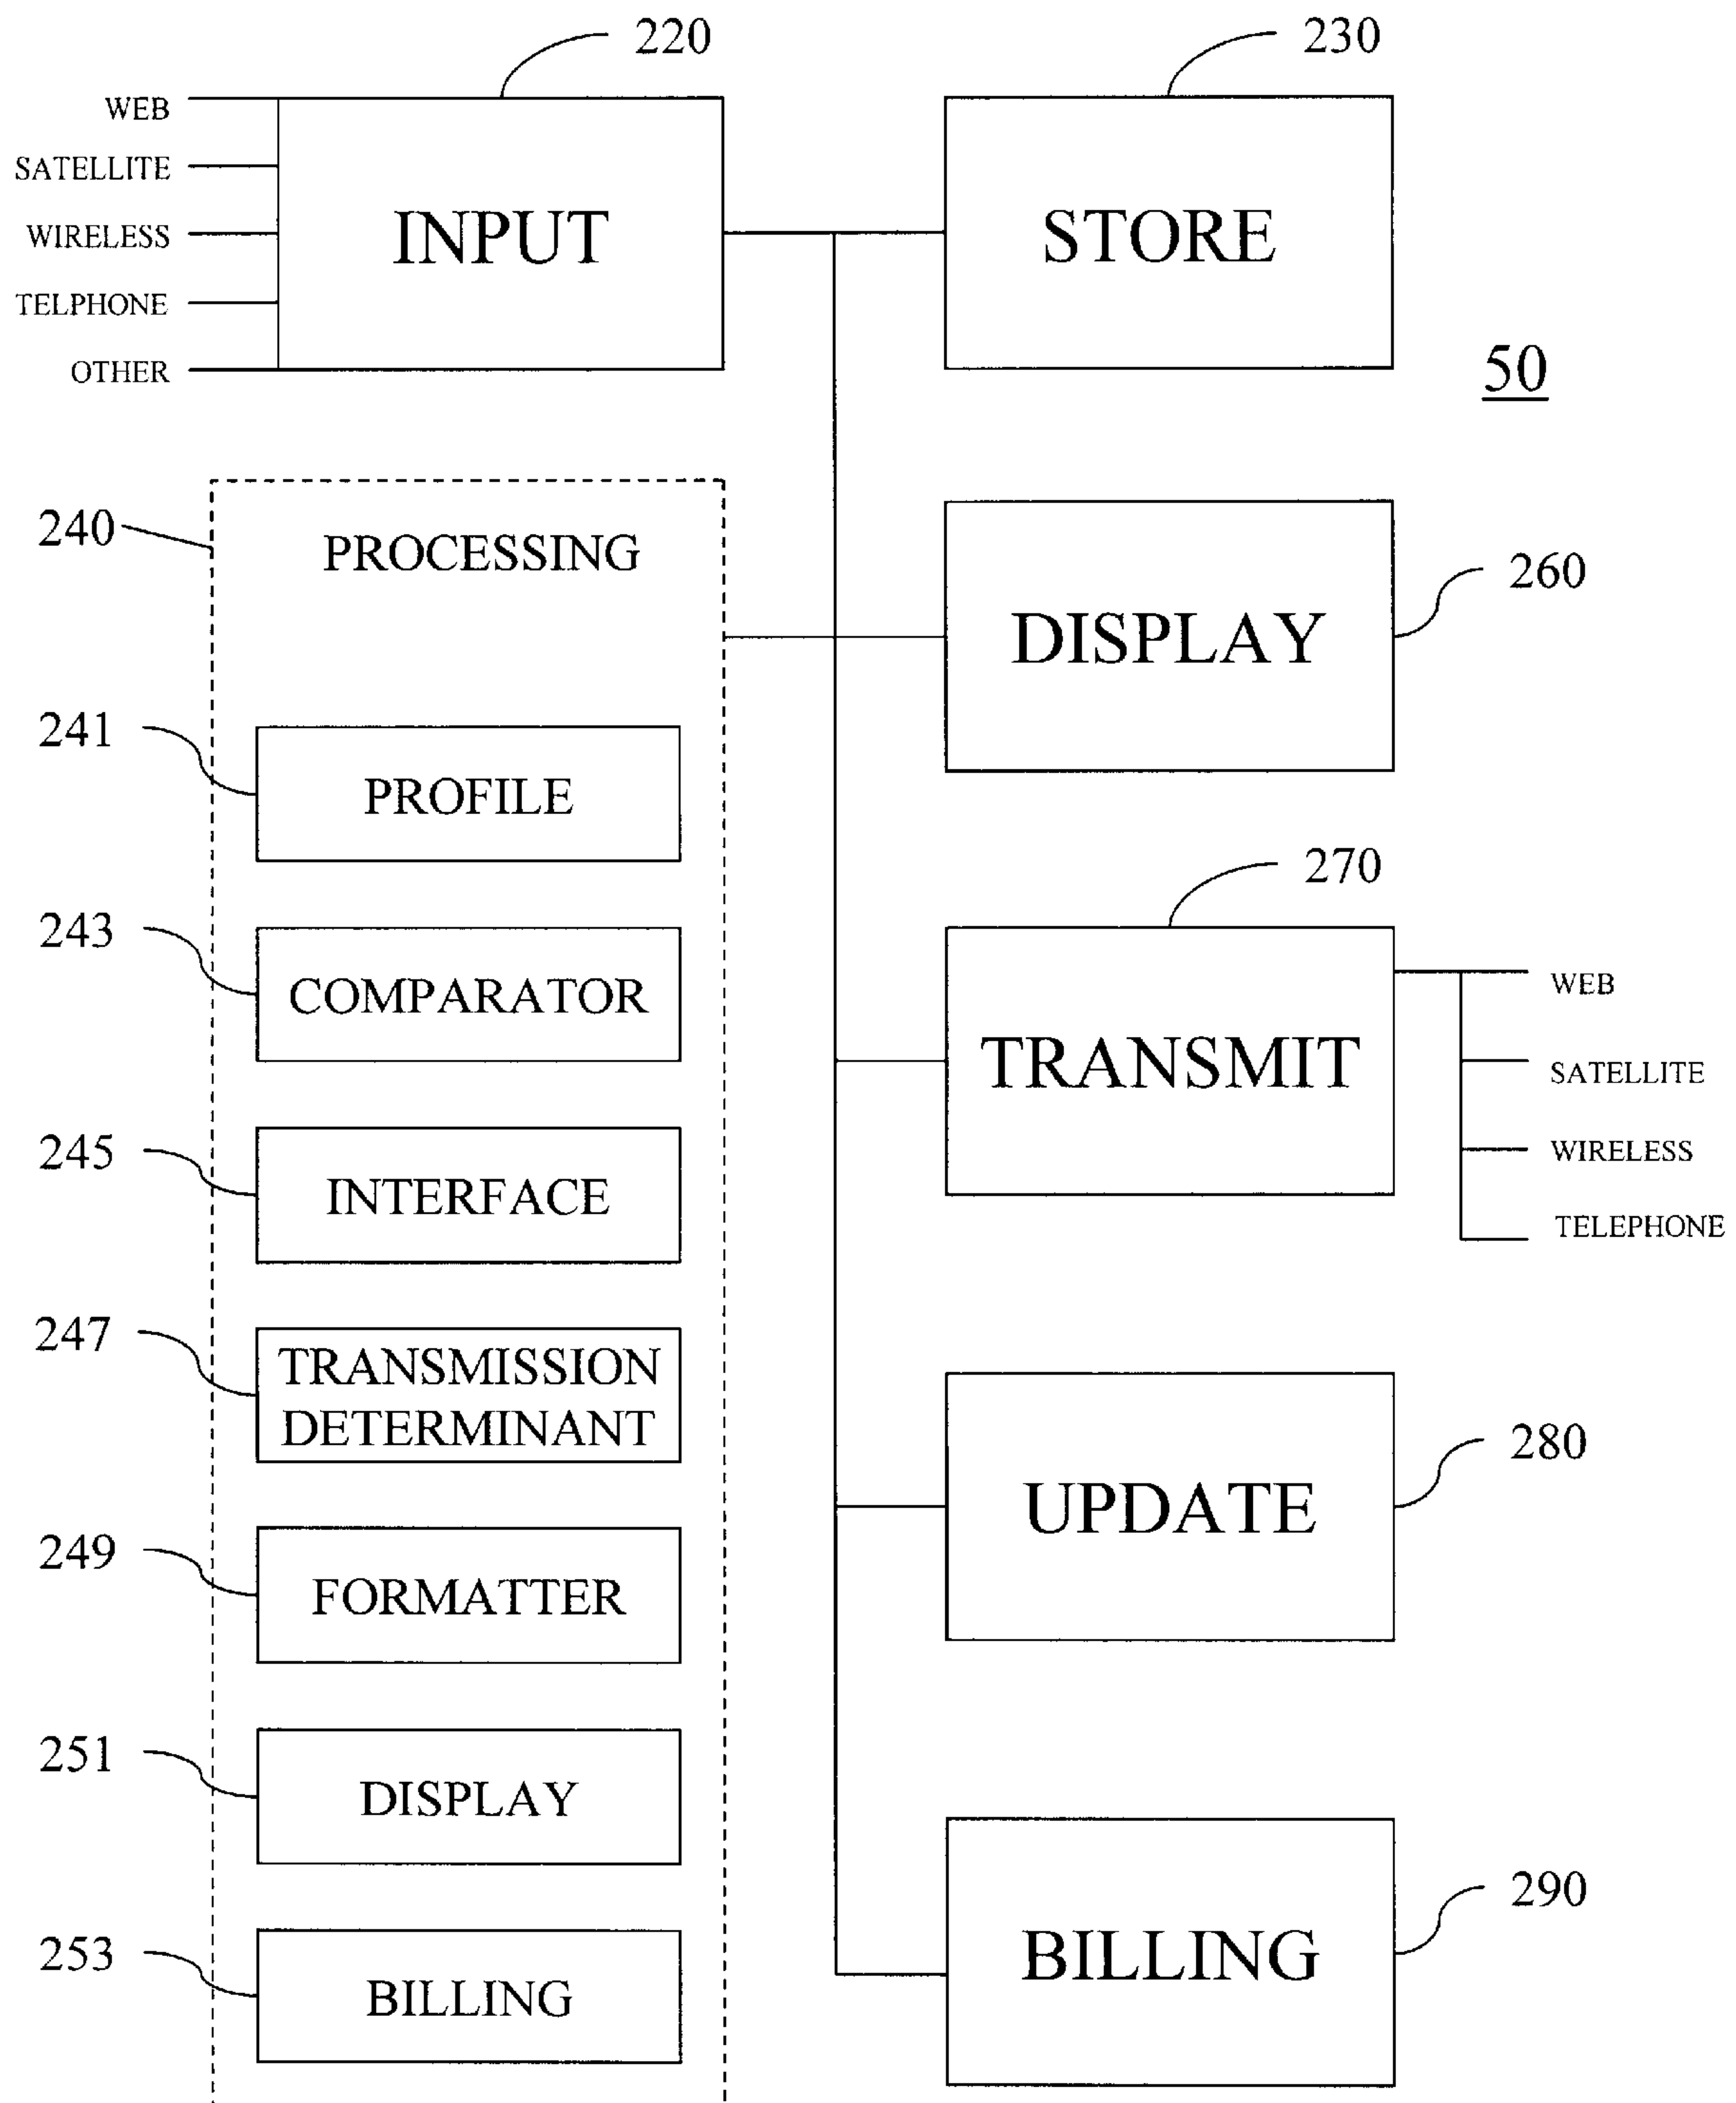 220
230
WEB
SATELLITE
WIRELESS
TELPHONE
OTHER
INPUT
STORE
50
240
PROCESSING
DISPLAY
260
241
PROFILE
270
243
COMPARATOR
TRANSMIT
WEB
SATELLITE
WIRELESS
TELEPHONE
245
INTERFACE
247
TRANSMISSION
DETERMINANT
UPDATE
280
249
FORMATTER
251
DISPLAY
BILLING
290
253
BILLING